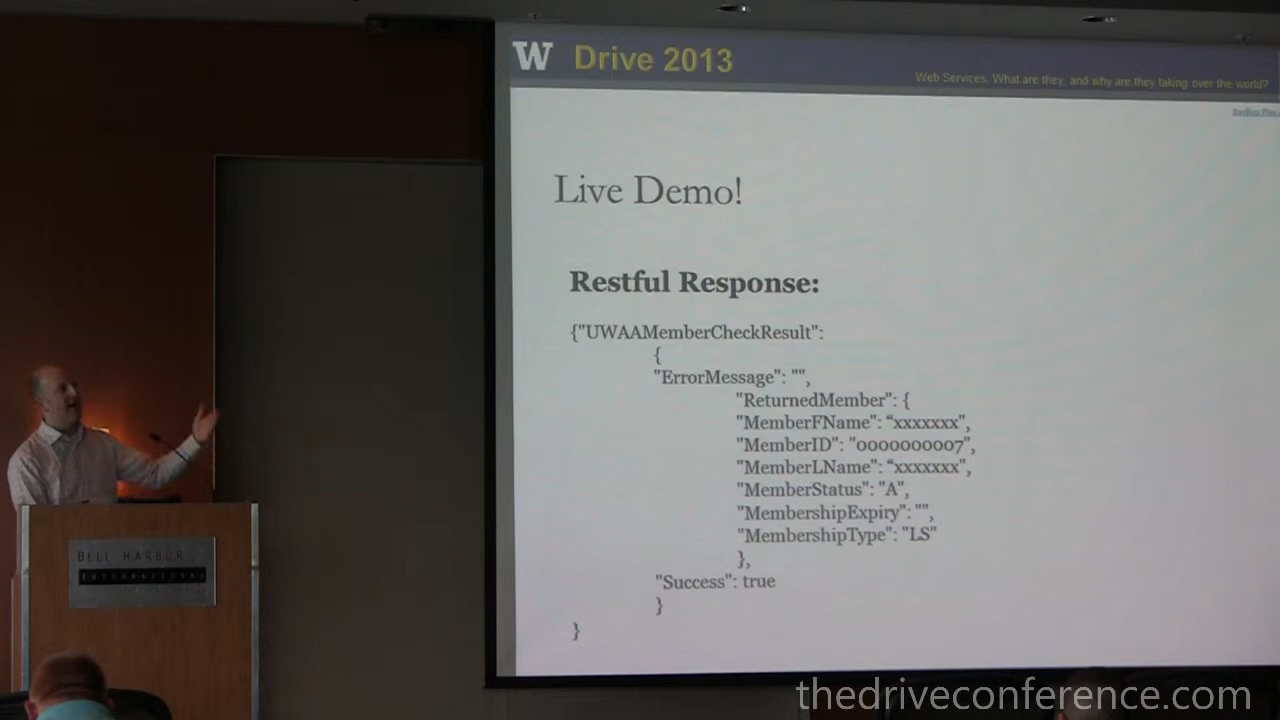 W Drive 2013
Web Services: What are they, and why are they taking over the world?
Live Demo!
Restful Response:
{"UWAAMemberCheckResult":
{
"ErrorMessage": "",
"ReturnedMember": {
"MemberFName": “xxxxxxx",
"MemberID": "0000000007",
"MemberLName": “xxxxxxx",
"MemberStatus": "A",
"MembershipExpiry": "",
"MembershipType": "LS"
},
"Success": true
}
}
BELL HARBOR
INTERNATIONAL
thedriveconference.com